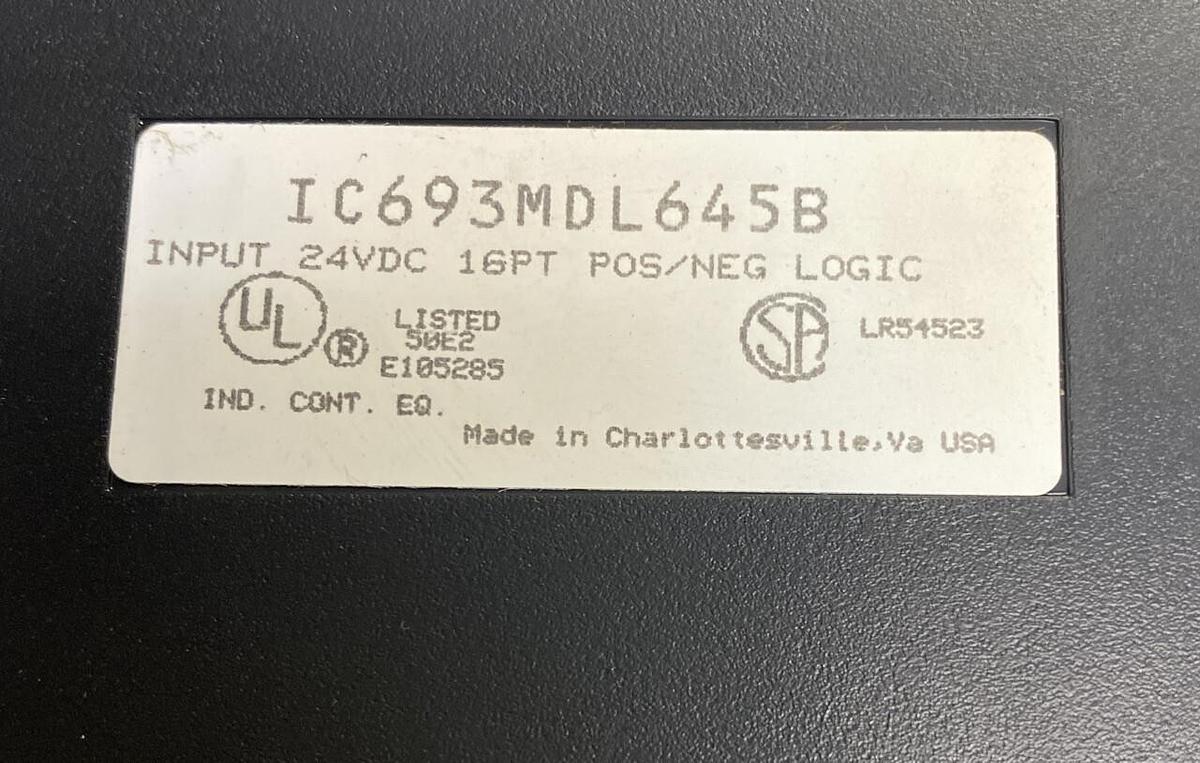 IC693MDL645B
INPUT 24VDC 16PT POS/NEG LOGIC
UL ® LISTED
50E2
E105285
SA LR54523
IND. CONT. EQ.
Made in Charlottesville,Va USA